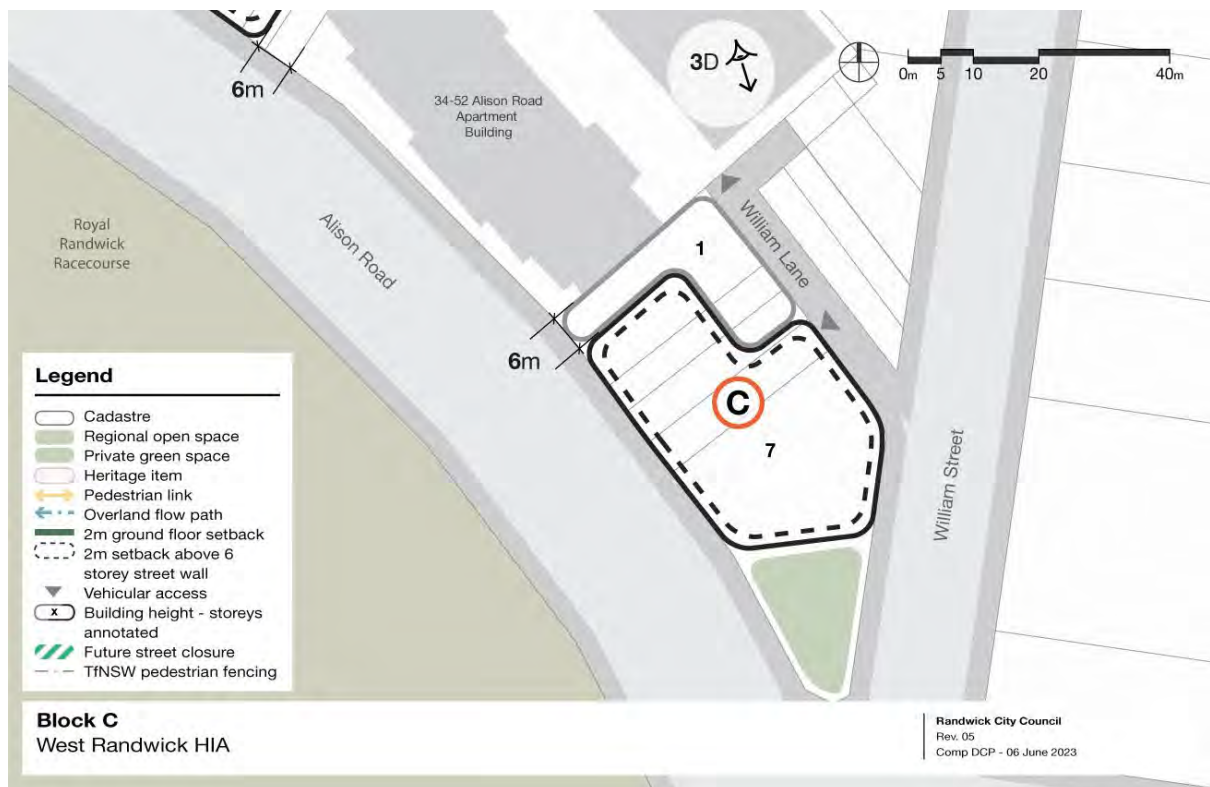 6m
34-52 Alison Road
Apartment
Building
3D
0m 5 10 20 40m
Royal
Randwick
Racecourse
Alison Road
William Lane
1
6m
C
7
William Street
Legend
Cadastre
Regional open space
Private green space
Heritage item
Pedestrian link
Overland flow path
2m ground floor setback
2m setback above 6
storey street wall
Vehicular access
x Building height - storeys
annotated
Future street closure
TfNSW pedestrian fencing
Block C
West Randwick HIA
Randwick City Council
Rev. 05
Comp DCP - 06 June 2023